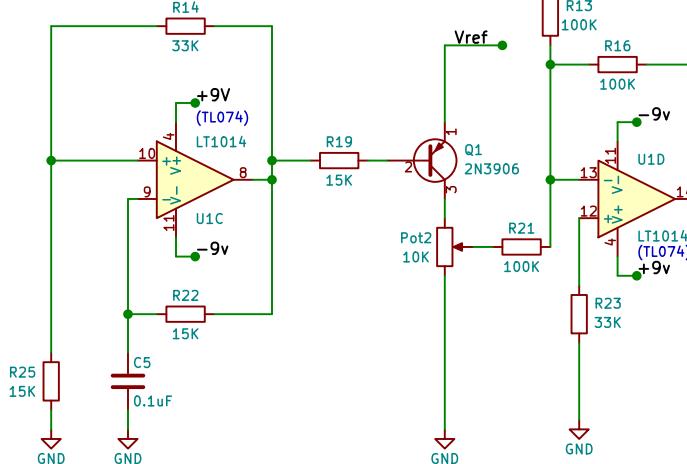 R14
33K
+9V
(TL074)
4
LT1014
10
+
V+
8
9
-
V-
11
U1C
-9v
R22
15K
R25
15K
C5
0.1uF
GND
GND
R19
15K
Vref
1
2
3
Q1
2N3906
Pot2
10K
GND
R21
100K
R13
100K
R16
100K
-9v
11
U1D
13
-
V-
12
+
V+
4
LT1014
(TL074)
+9v
R23
33K
GND